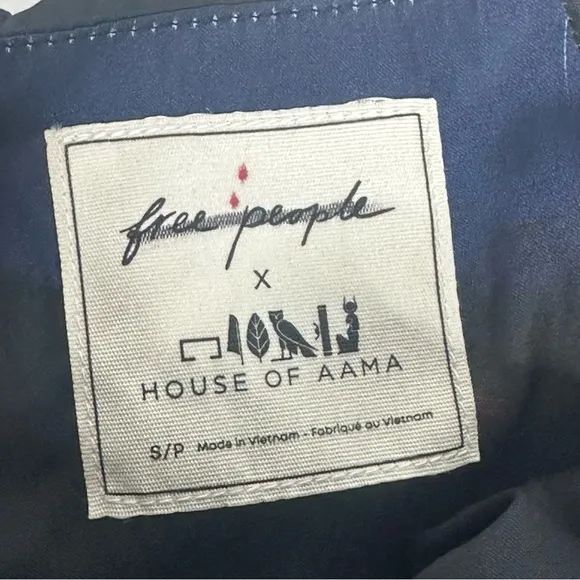 free people
X
HOUSE OF AAMA
S/P Made in Vietnam - Fabriqué au Vietnam